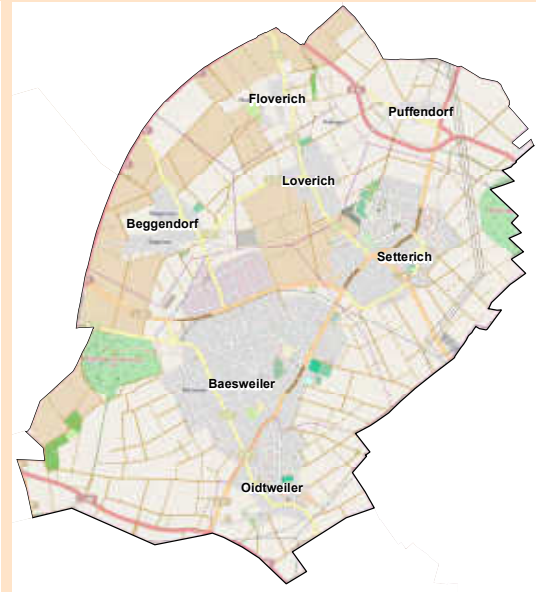 Floverich
Puffendorf
Loverich
Beggendorf
Setterich
Baesweiler
Oidtweiler